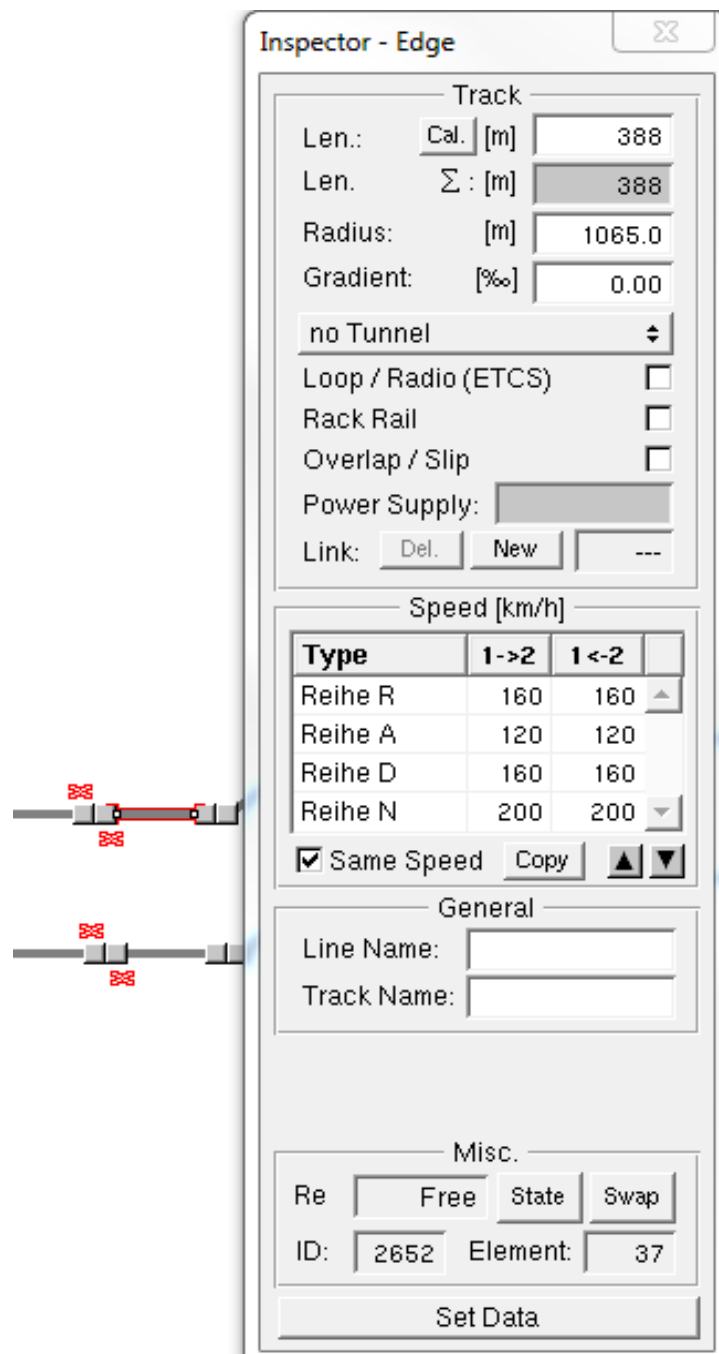 Inspector - Edge
Track
Len.: Cal. [m] 388
Len. Σ : [m] 388
Radius: [m] 1065.0
Gradient: [‰] 0.00
no Tunnel
Loop / Radio (ETCS)
Rack Rail
Overlap / Slip
Power Supply:
Link: Del. New ---
Speed [km/h]
Type 1->2 1<-2
Reihe R 160 160
Reihe A 120 120
Reihe D 160 160
Reihe N 200 200
Same Speed Copy
General
Line Name:
Track Name:
Misc.
Re Free State Swap
ID: 2652 Element: 37
Set Data